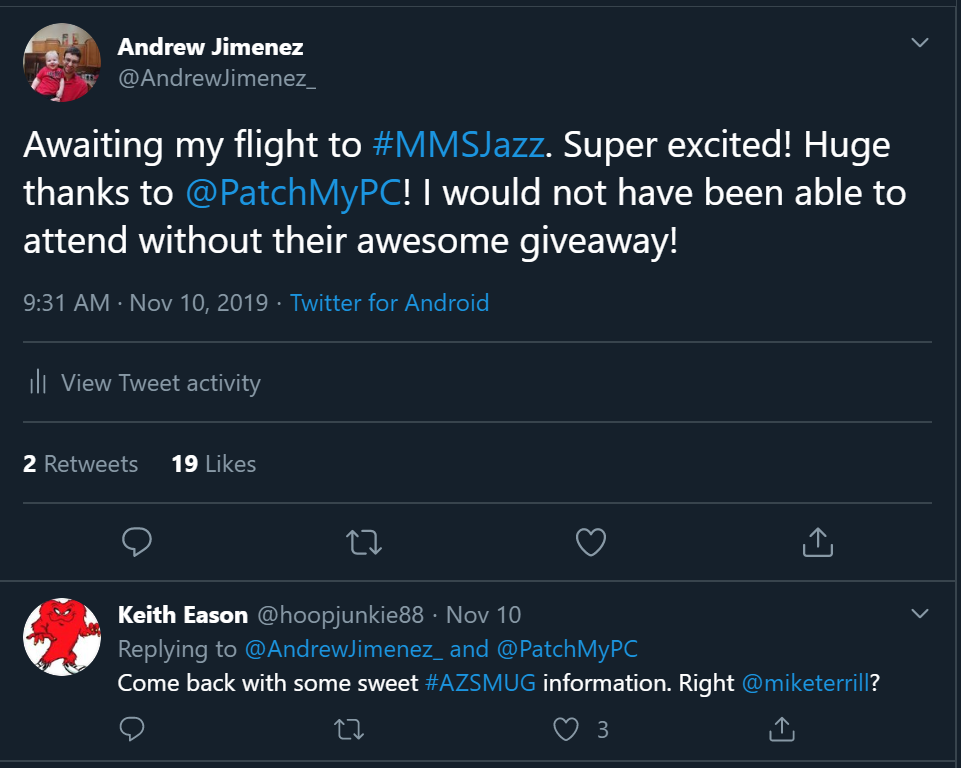 Andrew Jimenez
@AndrewJimenez_
Awaiting my flight to #MMSJazz. Super excited! Huge
thanks to @PatchMyPC! I would not have been able to
attend without their awesome giveaway!
9:31 AM · Nov 10, 2019 · Twitter for Android
View Tweet activity
2 Retweets 19 Likes
Keith Eason @hoopjunkie88 · Nov 10
Replying to @AndrewJimenez_ and @PatchMyPC
Come back with some sweet #AZSMUG information. Right @miketerrill?
3